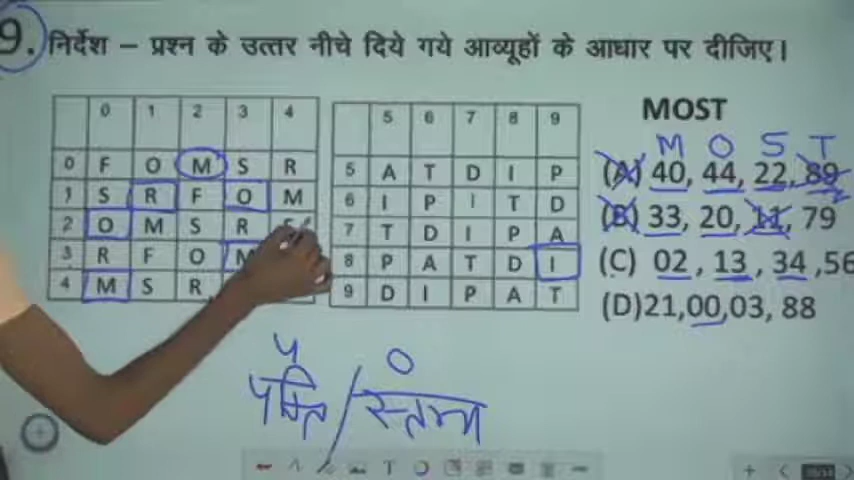 9. निर्देश – प्रश्न के उत्तर नीचे दिये गये आव्यूहों के आधार पर दीजिए।
0 1 2 3 4
0 F O M S R
1 S R F O M
2 O M S R
3 R F O M
4 M S R
5 6 7 8 9
5 A T D I P
6 I P I T D
7 T D I P A
8 P A T D I
9 D I P A T
MOST
M O S T
(A) 40, 44, 22, 89
(B) 33, 20, 11, 79
(C) 02, 13, 34, 56
(D) 21, 00, 03, 88
4 0
पंक्ति / स्तम्भ